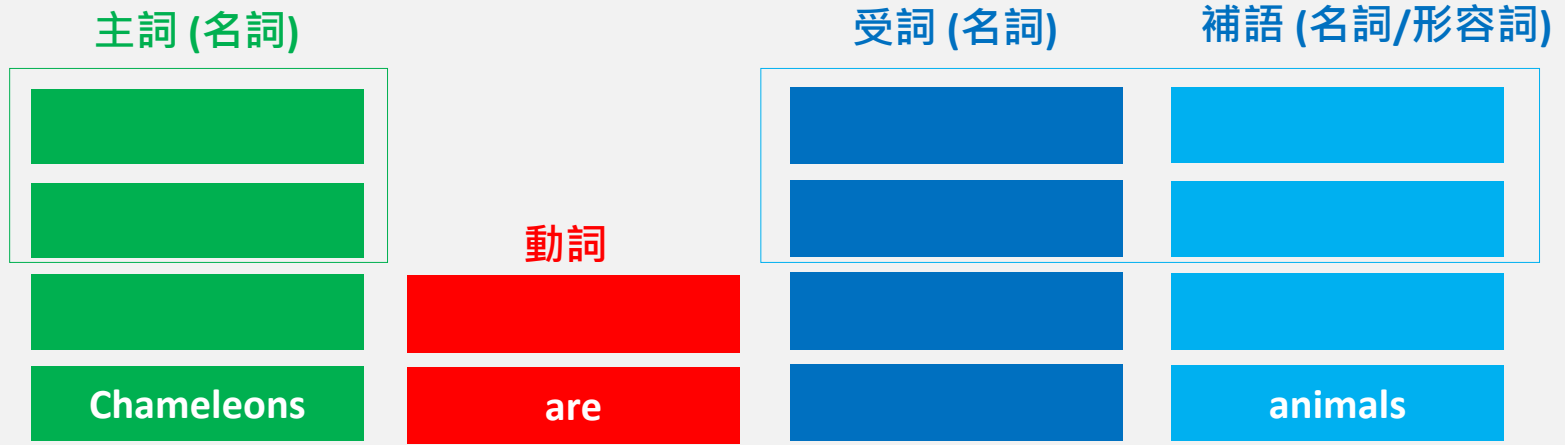 主詞 (名詞)
受詞 (名詞)
補語 (名詞/形容詞)
動詞
Chameleons
are
animals